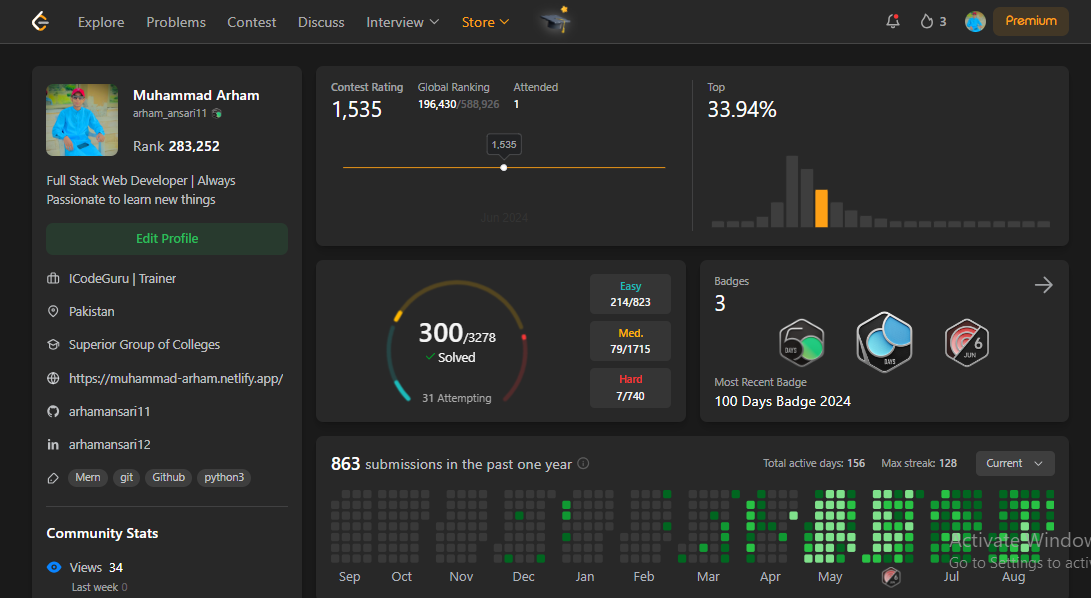 Explore Problems Contest Discuss Interview Store 3 Premium
Muhammad Arham
arham_ansari11
Rank 283,252
Full Stack Web Developer | Always
Passionate to learn new things
Edit Profile
ICodeGuru | Trainer
Pakistan
Superior Group of Colleges
https://muhammad-arham.netlify.app/
arhamansari11
arhamansari12
Mern git Github python3
Community Stats
Views 34
Last week 0
Contest Rating Global Ranking Attended
1,535 196,430/588,926 1
1,535
Jun 2024
Top
33.94%
300/3278
Solved
31 Attempting
Easy
214/823
Med.
79/1715
Hard
7/740
Badges
3
50 DAYS
DAYS
6 JUN
Most Recent Badge
100 Days Badge 2024
863 submissions in the past one year Total active days: 156 Max streak: 128 Current
Sep Oct Nov Dec Jan Feb Mar Apr May Jul Aug
Activate Window
Go to Settings to acti